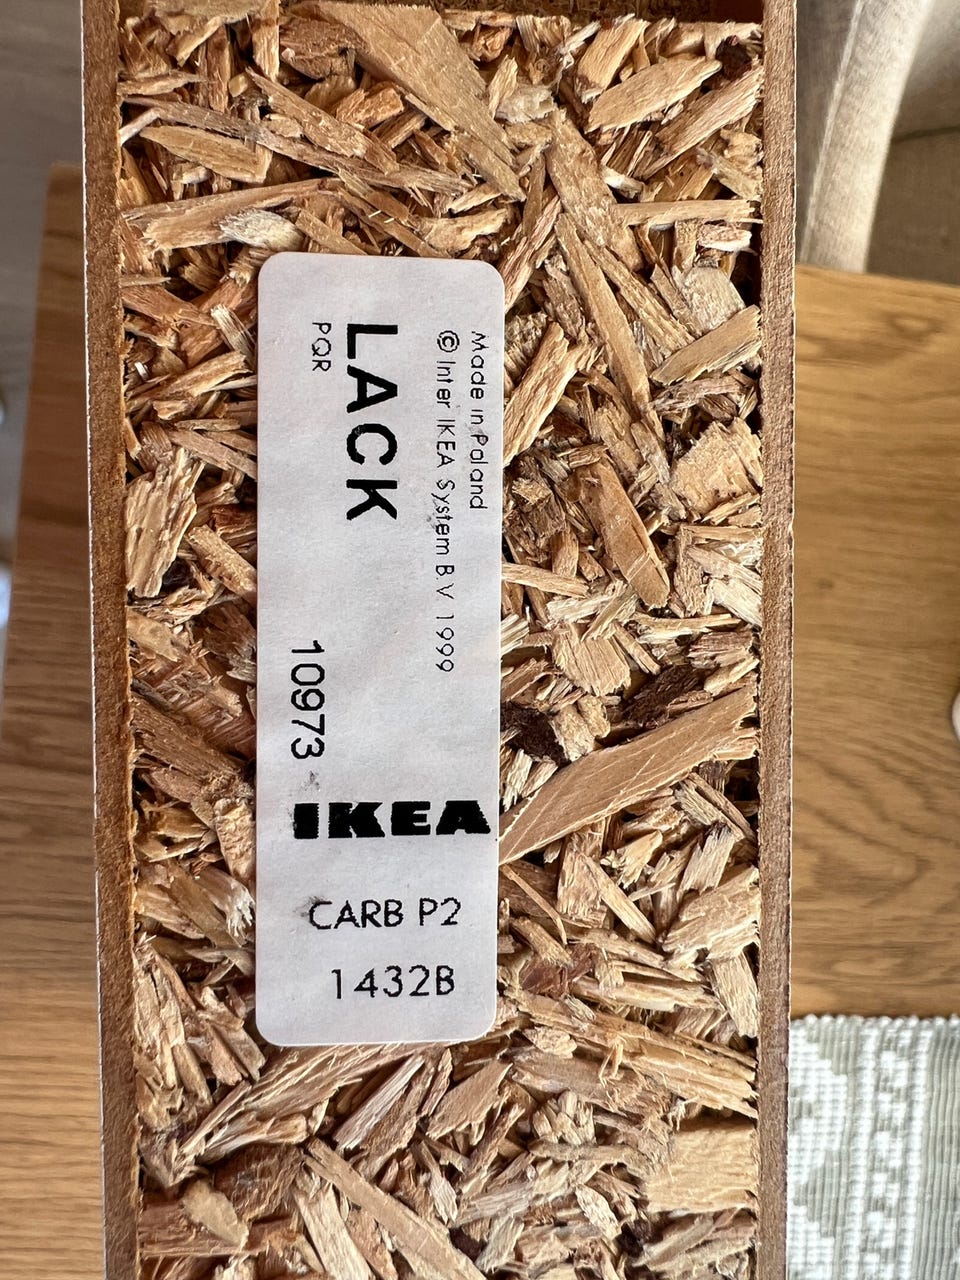 Made in Poland
© Inter IKEA System B.V 1999
LACK
PQR
10973
IKEA
CARB P2
1432B